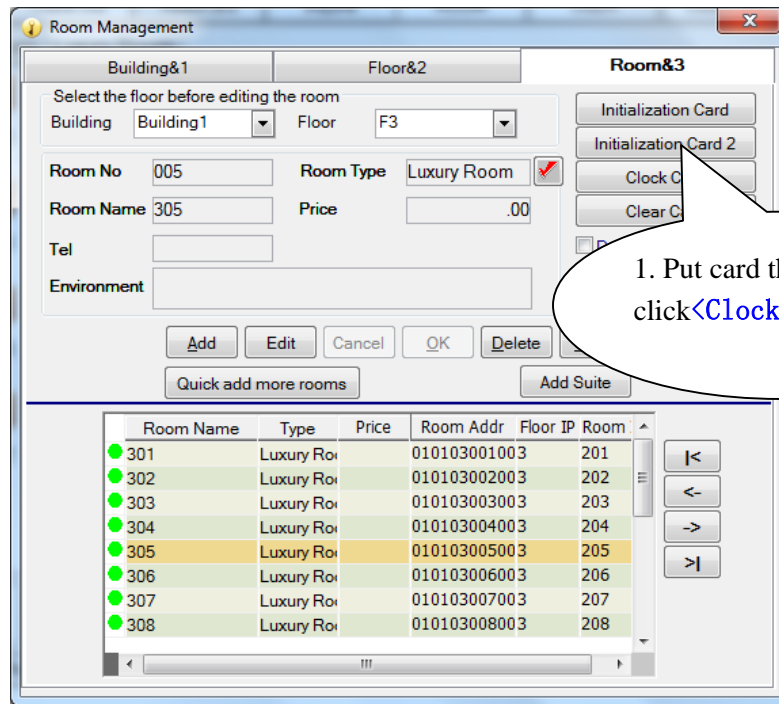 Room Management
Building&1 Floor&2 Room&3
Select the floor before editing the room
Building Building1 Floor F3
Initialization Card
Initialization Card 2
Room No 005 Room Type Luxury Room
Clock
Room Name 305 Price .00
Clear
Tel
Environment
1. Put card
click<Clock
Add Edit Cancel OK Delete
Quick add more rooms Add Suite
Room Name Type Price Room Addr Floor IP Room
301 Luxury Roo 010103001003 201
302 Luxury Roo 010103002003 202
303 Luxury Roo 010103003003 203
304 Luxury Roo 010103004003 204
305 Luxury Roo 010103005003 205
306 Luxury Roo 010103006003 206
307 Luxury Roo 010103007003 207
308 Luxury Roo 010103008003 208
|<
<-
->
>|